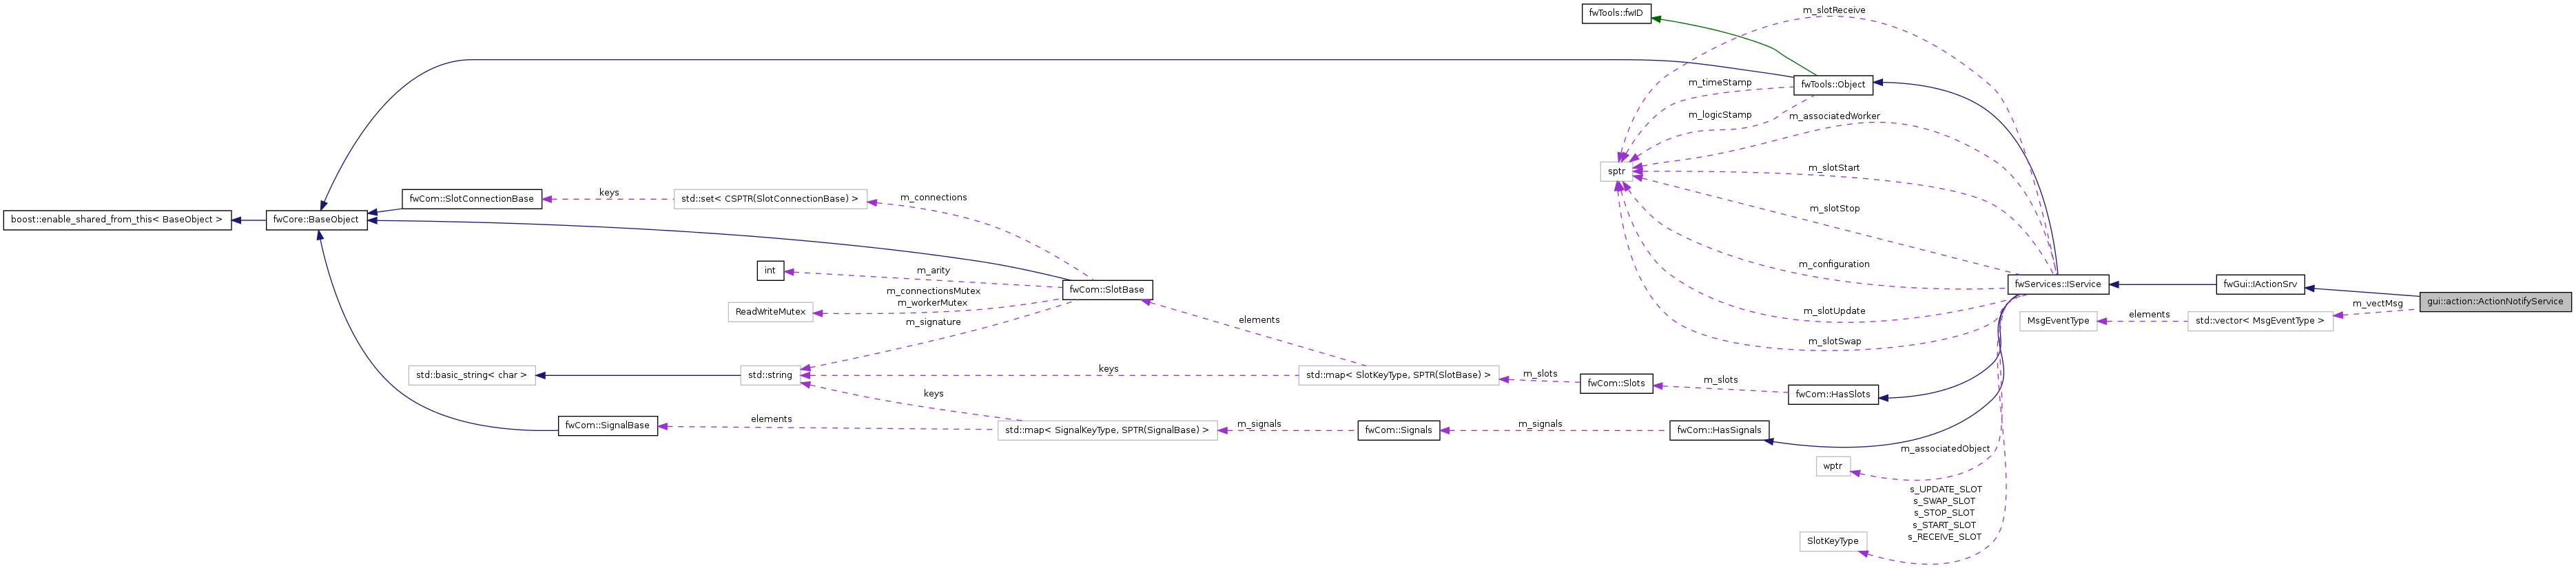 m_slotReceive
fwTools::fwID
fwTools::Object
m_timeStamp
m_logicStamp
m_associatedWorker
m_slotStart
sptr
keys
m_connections
fwCom::SlotConnectionBase
std::set< CSPTR(SlotConnectionBase) >
m_slotStop
boost::enable_shared_from_this< BaseObject >
fwCore::BaseObject
m_configuration
int
m_arity
fwCom::SlotBase
fwServices::IService
fwGui::IActionSrv
gui::action::ActionNotifyService
m_connectionsMutex
m_workerMutex
ReadWriteMutex
m_vectMsg
m_slotUpdate
m_signature
elements
MsgEventType
elements
std::vector< MsgEventType >
m_slotSwap
std::basic_string< char >
std::string
keys
std::map< SlotKeyType, SPTR(SlotBase) >
m_slots
fwCom::Slots
m_slots
fwCom::HasSlots
keys
elements
fwCom::SignalBase
std::map< SignalKeyType, SPTR(SignalBase) >
m_signals
fwCom::Signals
m_signals
fwCom::HasSignals
m_associatedObject
wptr
s_UPDATE_SLOT
s_SWAP_SLOT
s_STOP_SLOT
s_START_SLOT
s_RECEIVE_SLOT
SlotKeyType